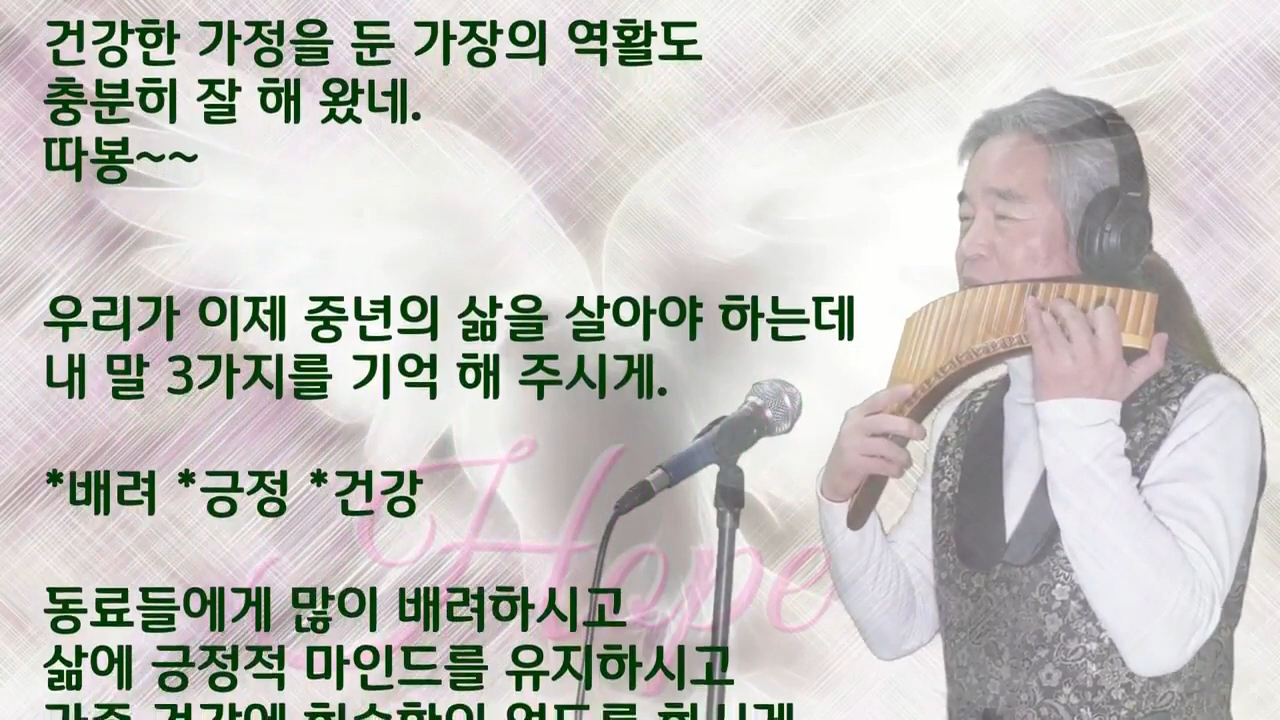 건강한 가정을 둔 가장의 역활도
충분히 잘 해 왔네.
따봉~~
우리가 이제 중년의 삶을 살아야 하는데
내 말 3가지를 기억 해 주시게.
*배려 *긍정 *건강
Hope
동료들에게 많이 배려하시고
삶에 긍정적 마인드를 유지하시고